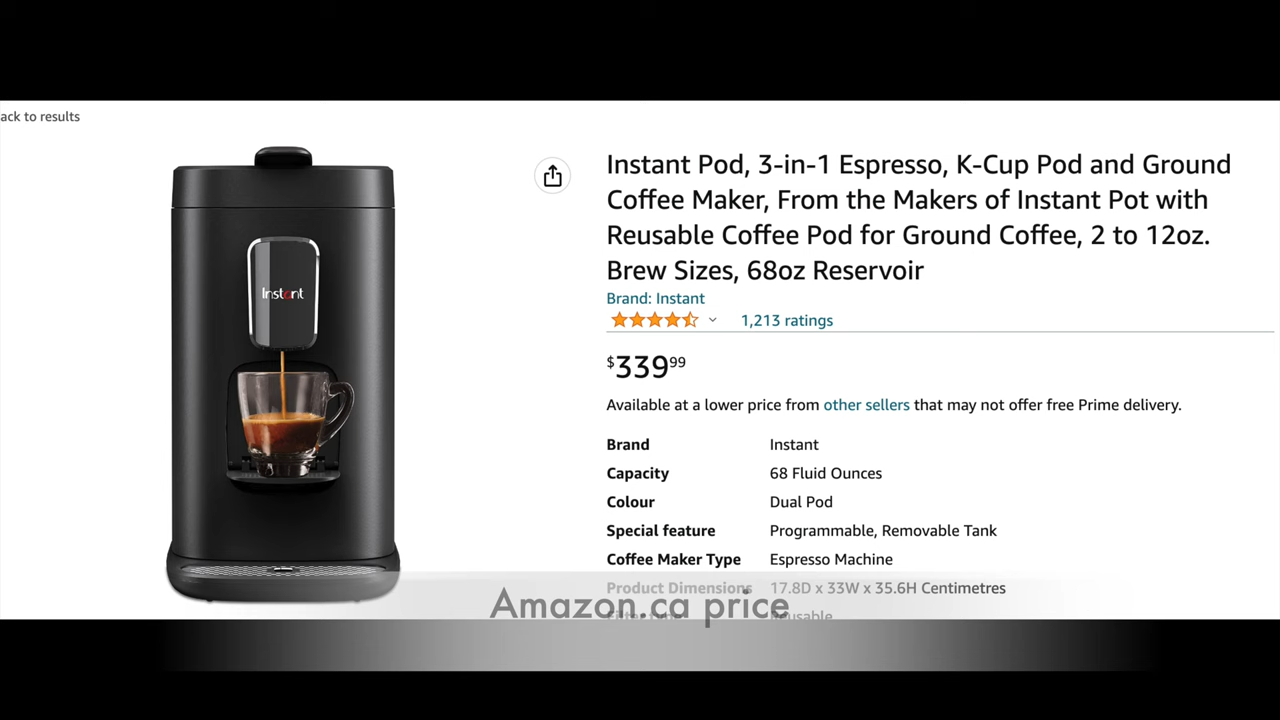 ack to results
Instant Pod, 3-in-1 Espresso, K-Cup Pod and Ground
Coffee Maker, From the Makers of Instant Pot with
Reusable Coffee Pod for Ground Coffee, 2 to 12oz.
Brew Sizes, 68oz Reservoir
Brand: Instant
1,213 ratings
$33999
Available at a lower price from other sellers that may not offer free Prime delivery.
Brand Instant
Capacity 68 Fluid Ounces
Colour Dual Pod
Special feature Programmable, Removable Tank
Coffee Maker Type Espresso Machine
Product Dimensions 17.8D x 33W x 35.6H Centimetres
Filter type Reusable
Instant
Amazon.ca price